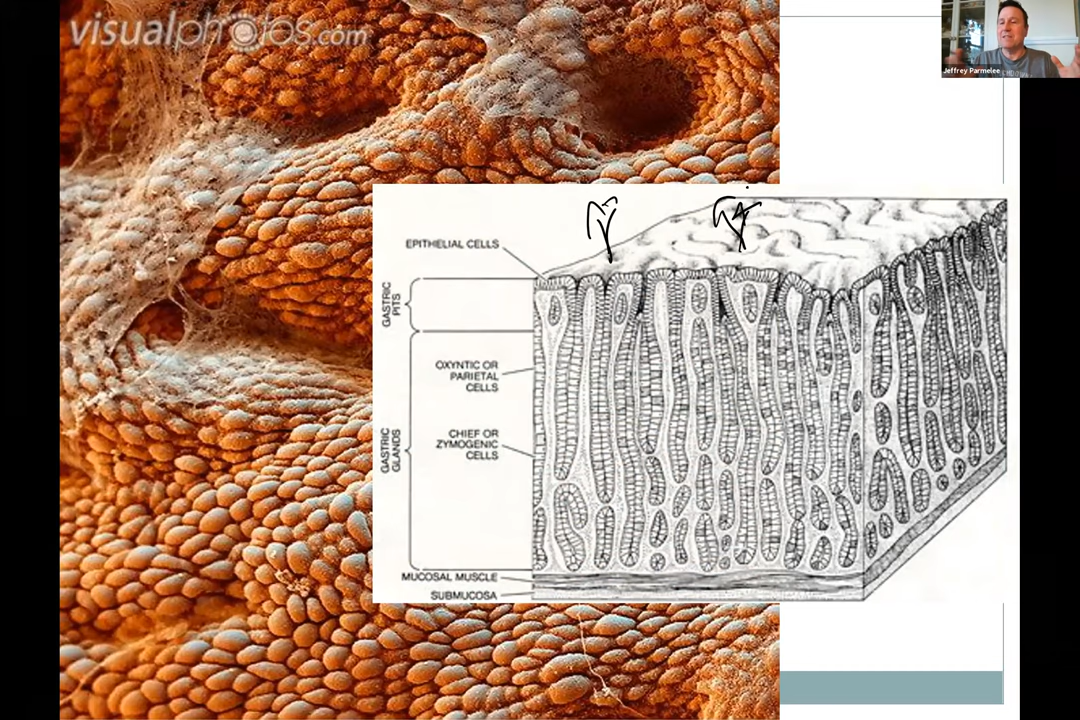 visualphotos.com
Jeffrey Parmelee
EPITHELIAL CELLS
GASTRIC
PITS
OXYNTIC OR
PARIETAL
CELLS
CHIEF OR
ZYMOGENIC
CELLS
GASTRIC
GLANDS
MUCOSAL MUSCLE
SUBMUCOSA